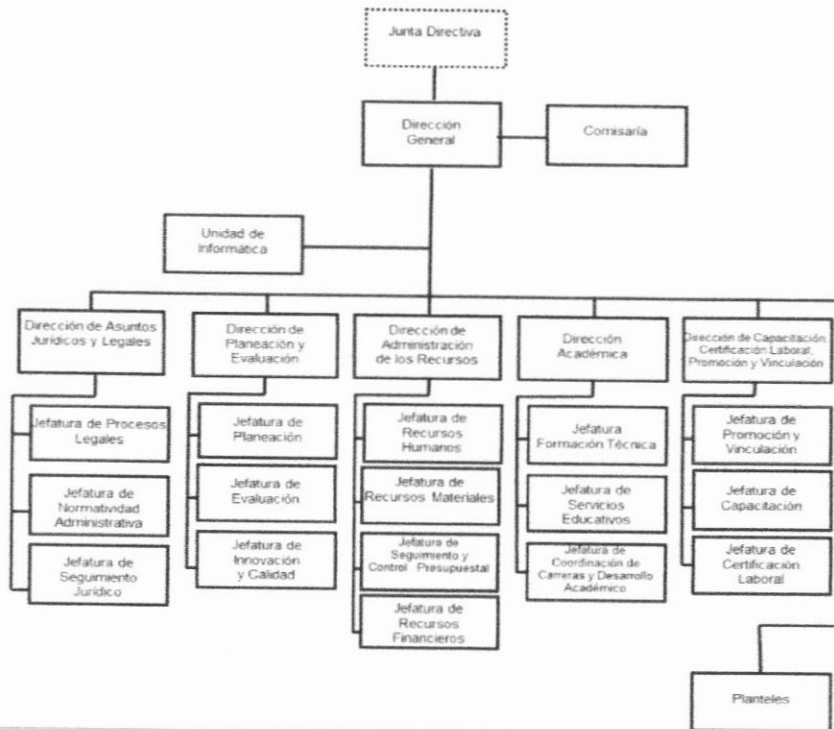 Junta Directiva
Dirección
General
Comisaría
Unidad de
Informática
Dirección de Asuntos
Jurídicos y Legales
Dirección de
Planeación y
Evaluación
Dirección de
Administración
de los Recursos
Dirección
Académica
Dirección de Capacitación
Certificación Laboral,
Promoción y Vinculación
Jefatura de Procesos
Legales
Jefatura de
Normatividad
Administrativa
Jefatura de
Seguimiento
Jurídico
Jefatura de
Planeación
Jefatura de
Evaluación
Jefatura de
Innovación
y Calidad
Jefatura de
Recursos
Humanos
Jefatura de
Recursos Materiales
Jefatura de
Seguimiento y
Control Presupuestal
Jefatura de
Recursos
Financieros
Jefatura
Formación Técnica
Jefatura de
Servicios
Educativos
Jefatura de
Coordinación de
Carreras y Desarrollo
Académico
Jefatura de
Promoción y
Vinculación
Jefatura de
Capacitación
Jefatura de
Certificación
Laboral
Planteles